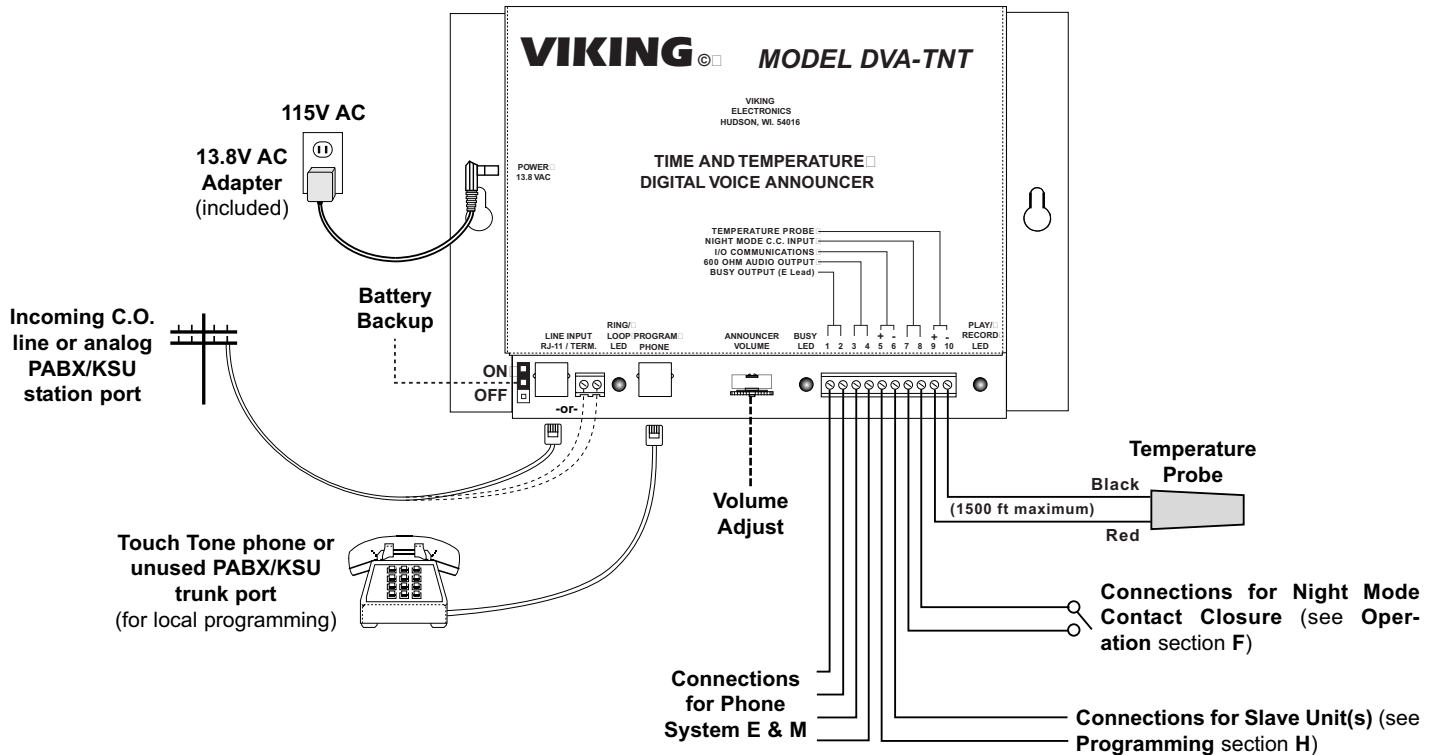 VIKING © MODEL DVA-TNT
VIKING
ELECTRONICS
HUDSON, WI. 54016
115V AC
13.8V AC
Adapter
(included)
POWER
13.8 VAC
TIME AND TEMPERATURE
DIGITAL VOICE ANNOUNCER
TEMPERATURE PROBE
NIGHT MODE C.C. INPUT
I/O COMMUNICATIONS
600 OHM AUDIO OUTPUT
BUSY OUTPUT (E Lead)
Battery
Backup
Incoming C.O.
line or analog
PABX/KSU
station port
LINE INPUT
RJ-11 / TERM.
RING/
LOOP
LED
PROGRAM
PHONE
ANNOUNCER
VOLUME
BUSY
LED
+ - + -
1 2 3 4 5 6 7 8 9 10
PLAY/
RECORD
LED
ON
OFF
-or-
Volume
Adjust
Temperature
Probe
Black
(1500 ft maximum)
Red
Touch Tone phone or
unused PABX/KSU
trunk port
(for local programming)
Connections for Night Mode
Contact Closure (see Oper-
ation section F)
Connections
for Phone
System E & M
Connections for Slave Unit(s) (see
Programming section H)